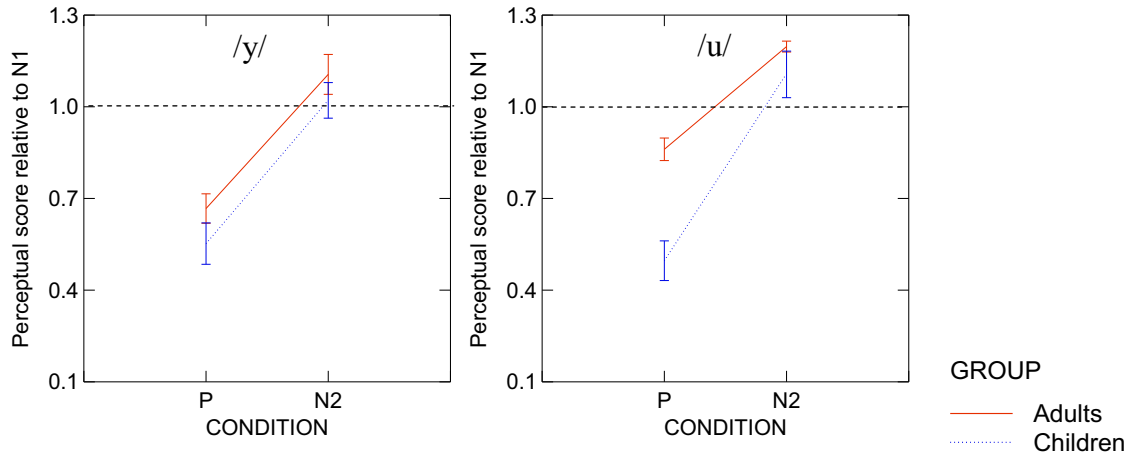 /y/
Perceptual score relative to N1
1.3
1.0
0.7
0.4
0.1
P
N2
CONDITION
/u/
Perceptual score relative to N1
1.3
1.0
0.7
0.4
0.1
P
N2
CONDITION
GROUP
Adults
Children